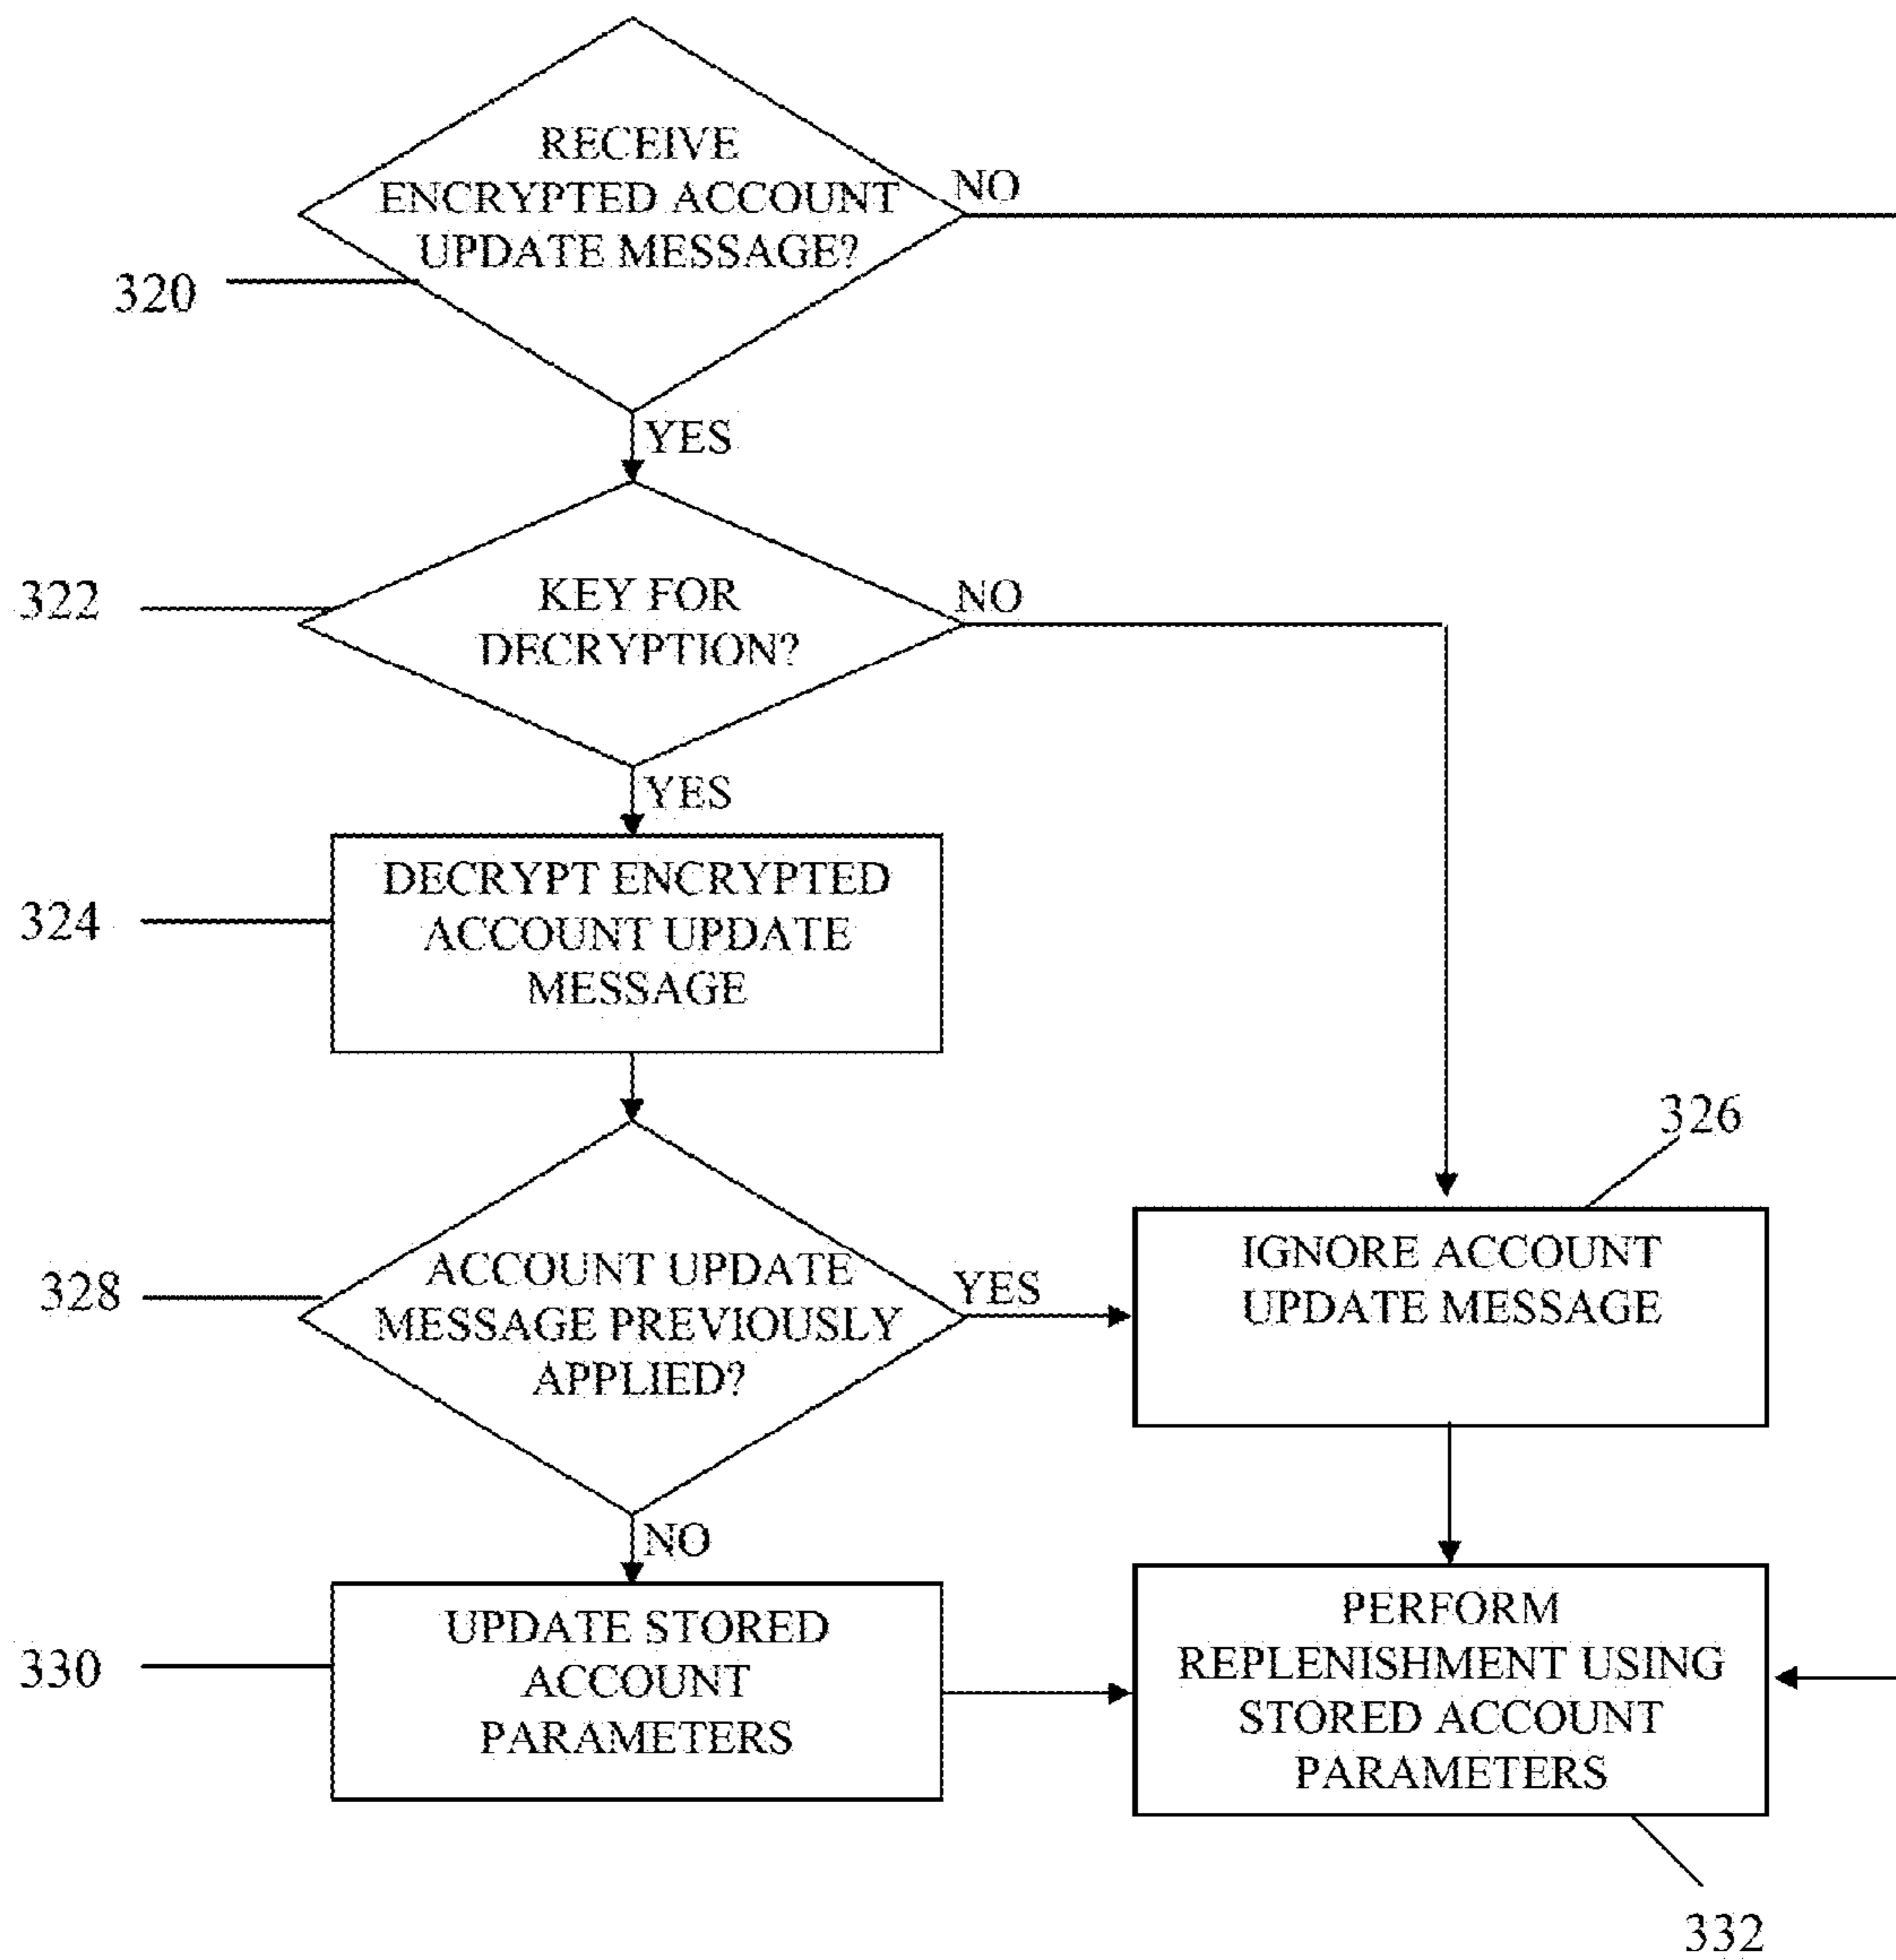 RECEIVE
ENCRYPTED ACCOUNT
UPDATE MESSAGE?
NO
320
YES
322
KEY FOR
DECRYPTION?
NO
YES
324
DECRYPT ENCRYPTED
ACCOUNT UPDATE
MESSAGE
326
328
ACCOUNT UPDATE
MESSAGE PREVIOUSLY
APPLIED?
YES
IGNORE ACCOUNT
UPDATE MESSAGE
NO
330
UPDATE STORED
ACCOUNT
PARAMETERS
PERFORM
REPLENISHMENT USING
STORED ACCOUNT
PARAMETERS
332